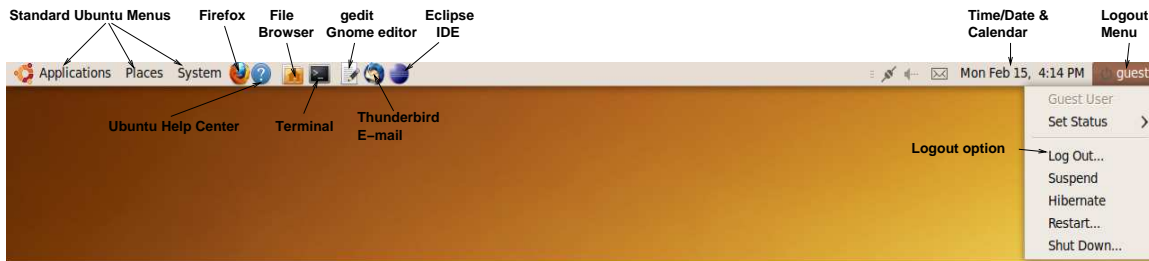 Standard Ubuntu Menus
Firefox
File
Browser
gedit
Gnome editor
Eclipse
IDE
Time/Date &
Calendar
Logout
Menu
Applications Places System
Mon Feb 15, 4:14 PM
guest
Ubuntu Help Center
Terminal
Thunderbird
E−mail
Guest User
Set Status
Logout option
Log Out...
Suspend
Hibernate
Restart...
Shut Down...